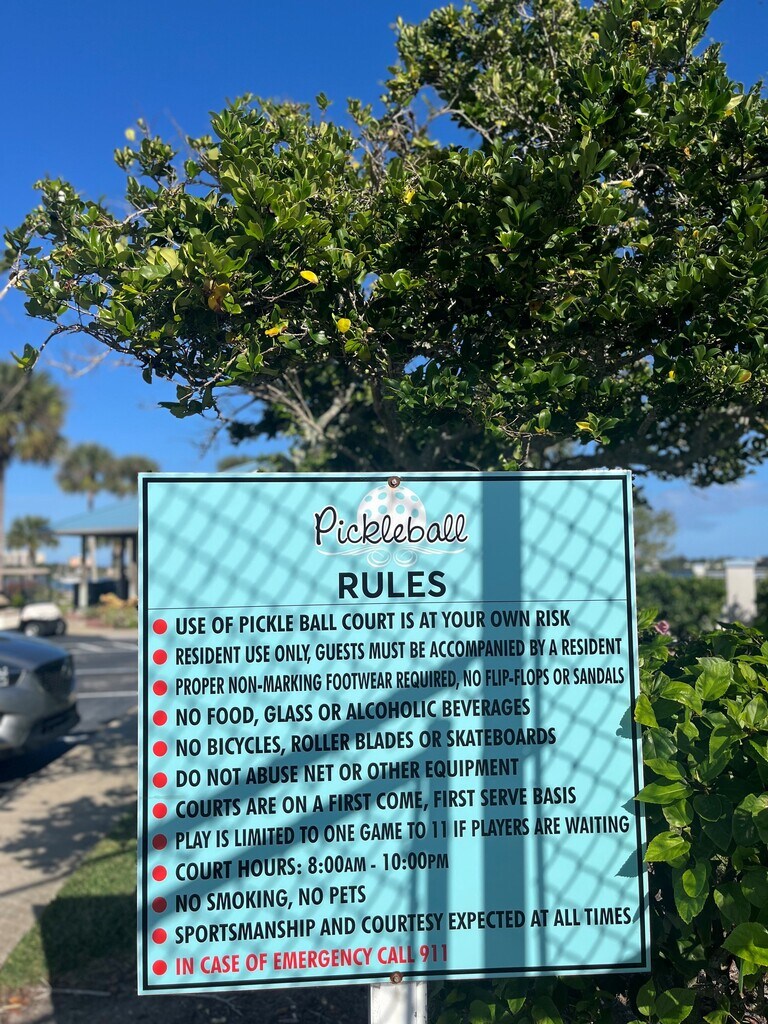 Pickleball
RULES
USE OF PICKLE BALL COURT IS AT YOUR OWN RISK
RESIDENT USE ONLY, GUESTS MUST BE ACCOMPANIED BY A RESIDENT
PROPER NON-MARKING FOOTWEAR REQUIRED, NO FLIP-FLOPS OR SANDALS
NO FOOD, GLASS OR ALCOHOLIC BEVERAGES
NO BICYCLES, ROLLER BLADES OR SKATEBOARDS
DO NOT ABUSE NET OR OTHER EQUIPMENT
COURTS ARE ON A FIRST COME, FIRST SERVE BASIS
PLAY IS LIMITED TO ONE GAME TO 11 IF PLAYERS ARE WAITING
COURT HOURS: 8:00AM - 10:00PM
NO SMOKING, NO PETS
SPORTSMANSHIP AND COURTESY EXPECTED AT ALL TIMES
IN CASE OF EMERGENCY CALL 911